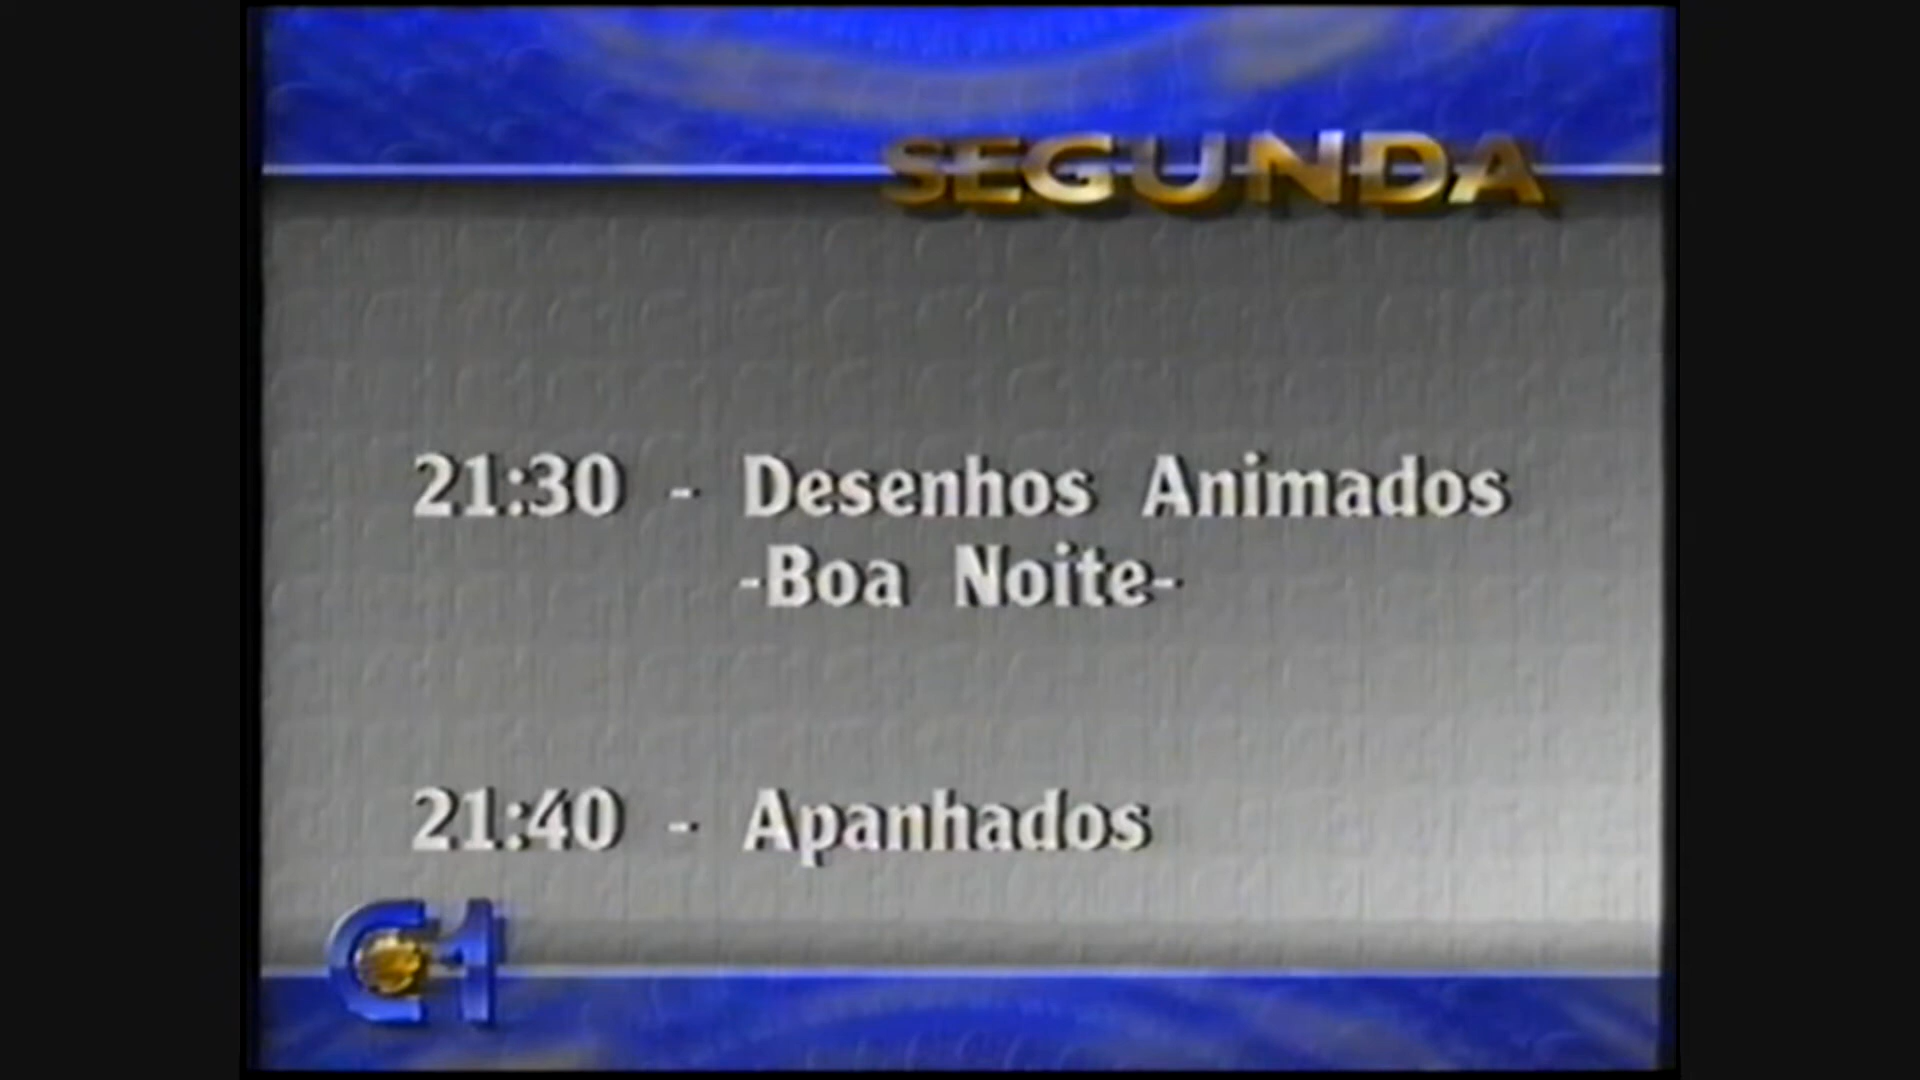 SEGUNDA
21:30 - Desenhos Animados
-Boa Noite-
21:40 - Apanhados
C1